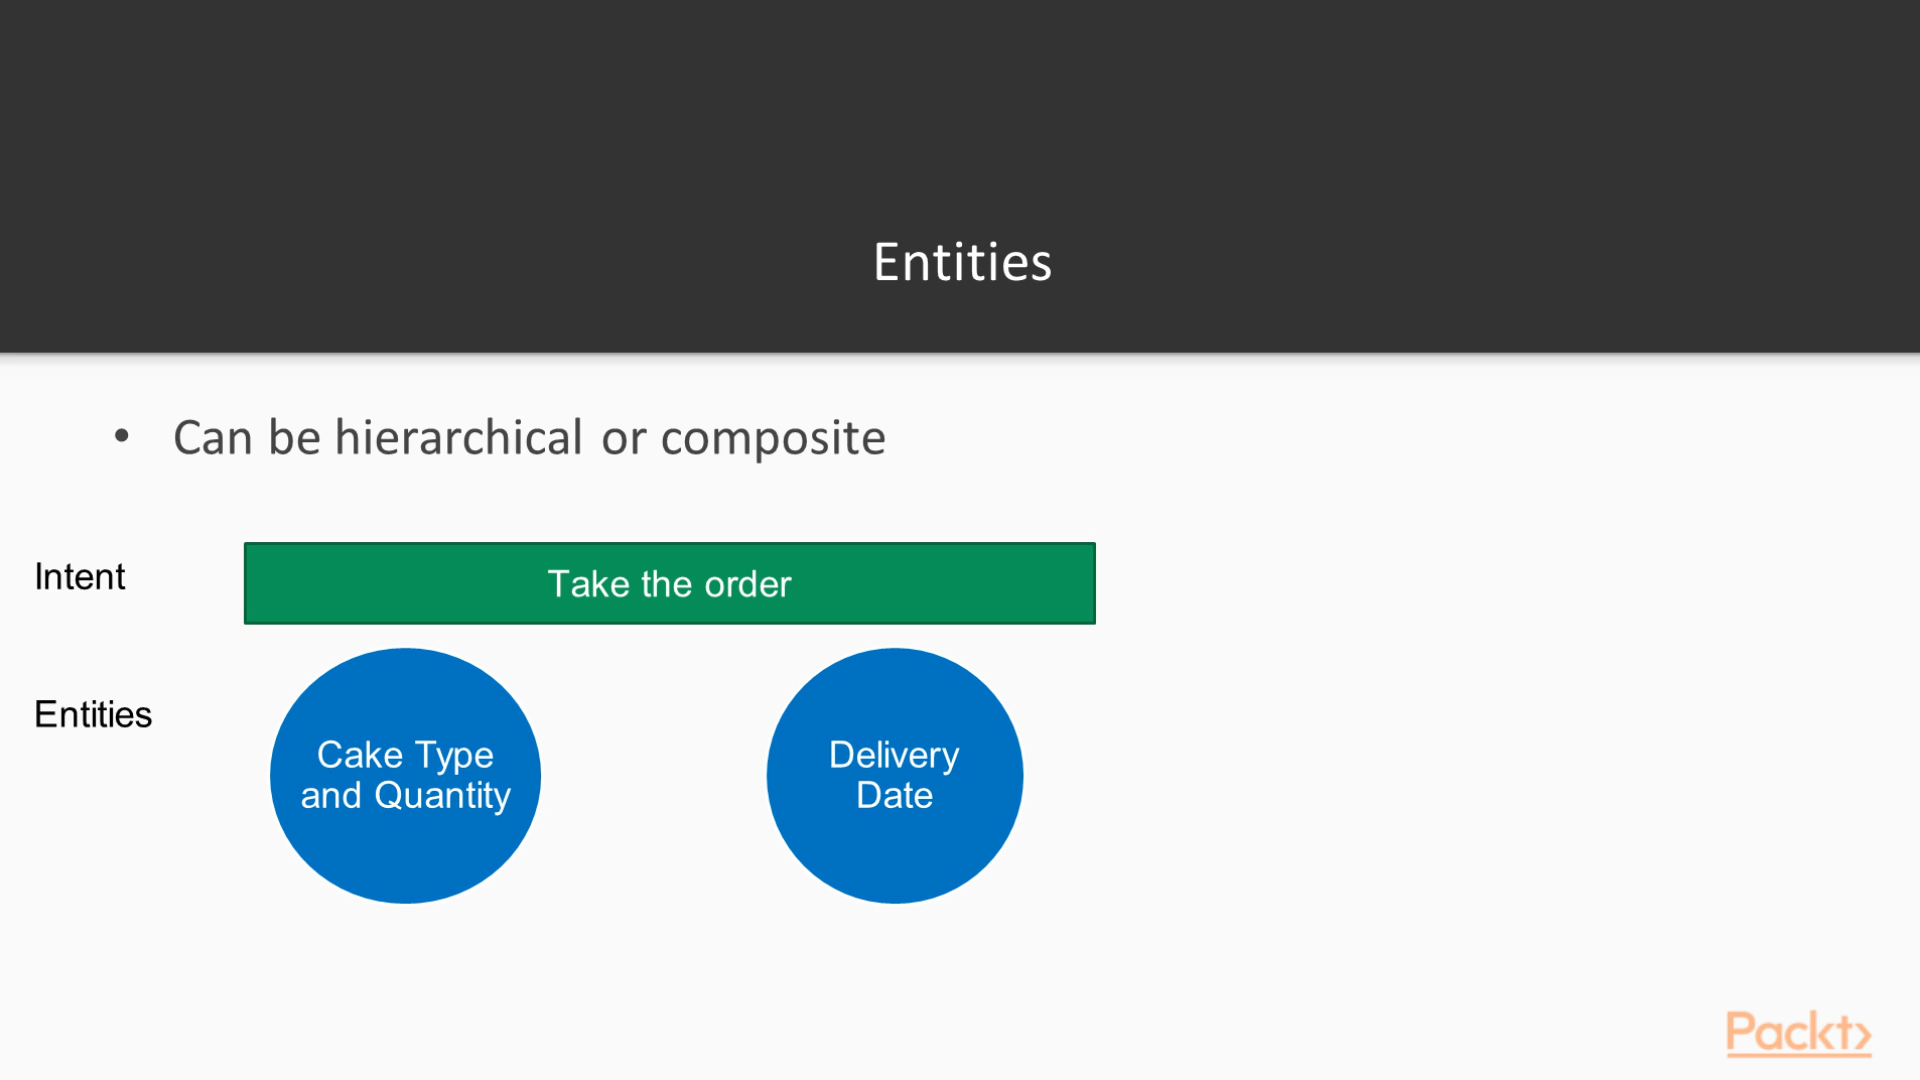 Entities
• Can be hierarchical or composite
Intent
Take the order
Entities
Cake Type
and Quantity
Delivery
Date
Packt>